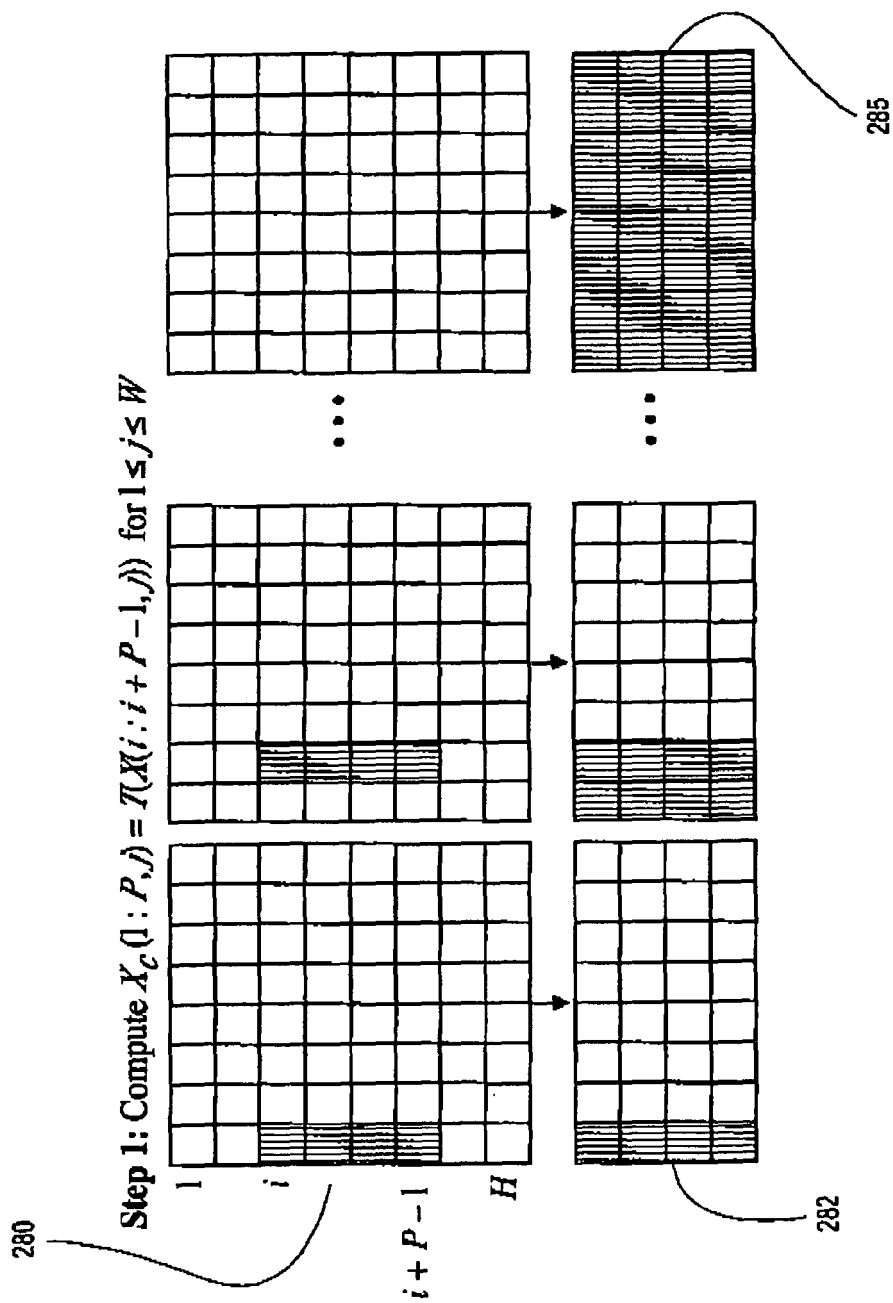 Step 1: Compute X_C(1 : P, j) = T(X(i : i + P − 1, j)) for 1 ≤ j ≤ W
1
i
i + P − 1
H
280
282
285
• • •
• • •